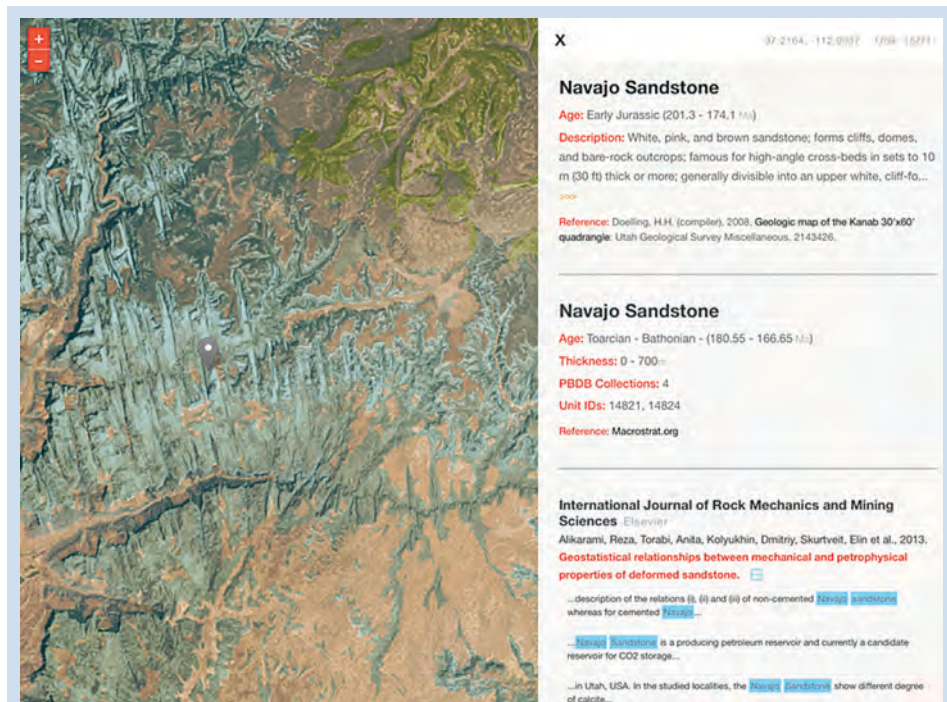 +
−
X
37.2164, -112.9937
Navajo Sandstone
Age: Early Jurassic (201.3 - 174.1 Ma)
Description: White, pink, and brown sandstone; forms cliffs, domes,
and bare-rock outcrops; famous for high-angle cross-beds in sets to 10
m (30 ft) thick or more; generally divisible into an upper white, cliff-fo...
>>>
Reference: Doelling, H.H. (compiler), 2008, Geologic map of the Kanab 30'x60'
quadrangle: Utah Geological Survey Miscellaneous, 2143426.
Navajo Sandstone
Age: Toarcian - Bathonian - (180.55 - 166.65 Ma)
Thickness: 0 - 700m
PBDB Collections: 4
Unit IDs: 14821, 14824
Reference: Macrostrat.org
International Journal of Rock Mechanics and Mining
Sciences Elsevier
Alikarami, Reza, Torabi, Anita, Kolyukhin, Dmitriy, Skurtveit, Elin et al., 2013.
Geostatistical relationships between mechanical and petrophysical
properties of deformed sandstone.
...description of the relations (i), (ii) and (iii) of non-cemented Navajo sandstone
whereas for cemented Navajo...
...Navajo Sandstone is a producing petroleum reservoir and currently a candidate
reservoir for CO2 storage...
...in Utah, USA. In the studied localities, the Navajo Sandstone show different degree
of calcite...